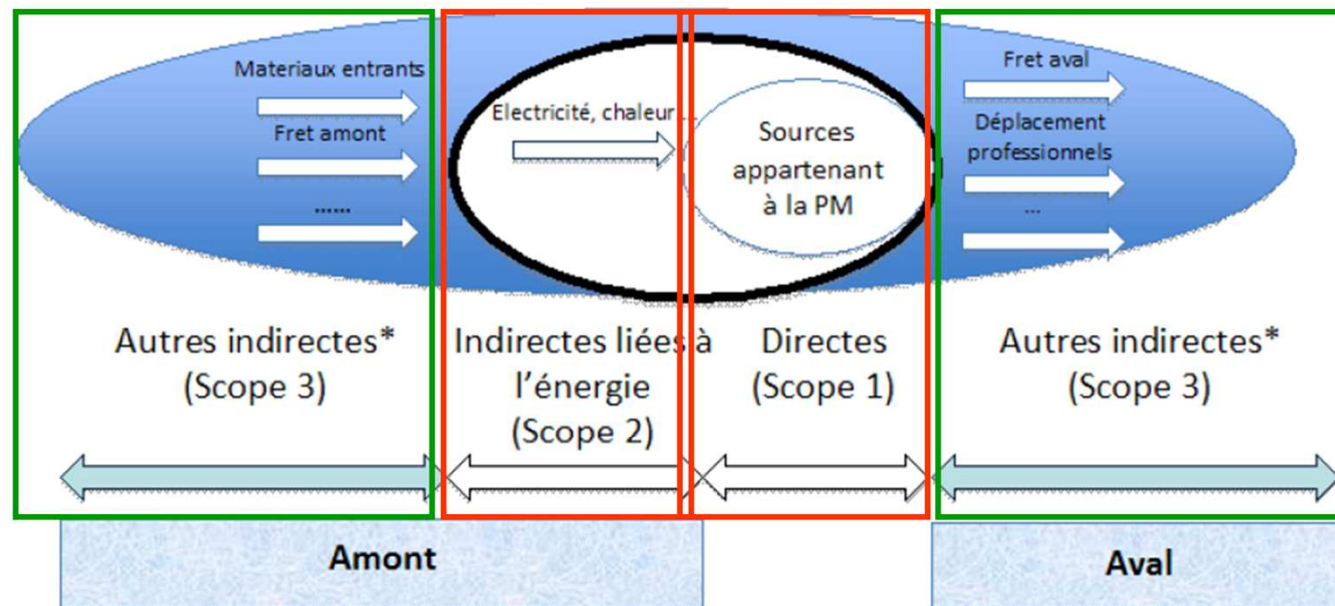 Materiaux entrants
Fret amont
......
Electricité, chaleur ...
Sources
appartenant
à la PM
Fret aval
Déplacement
professionnels
...
Autres indirectes*
(Scope 3)
Indirectes liées à
l'énergie
(Scope 2)
Directes
(Scope 1)
Autres indirectes*
(Scope 3)
Amont
Aval